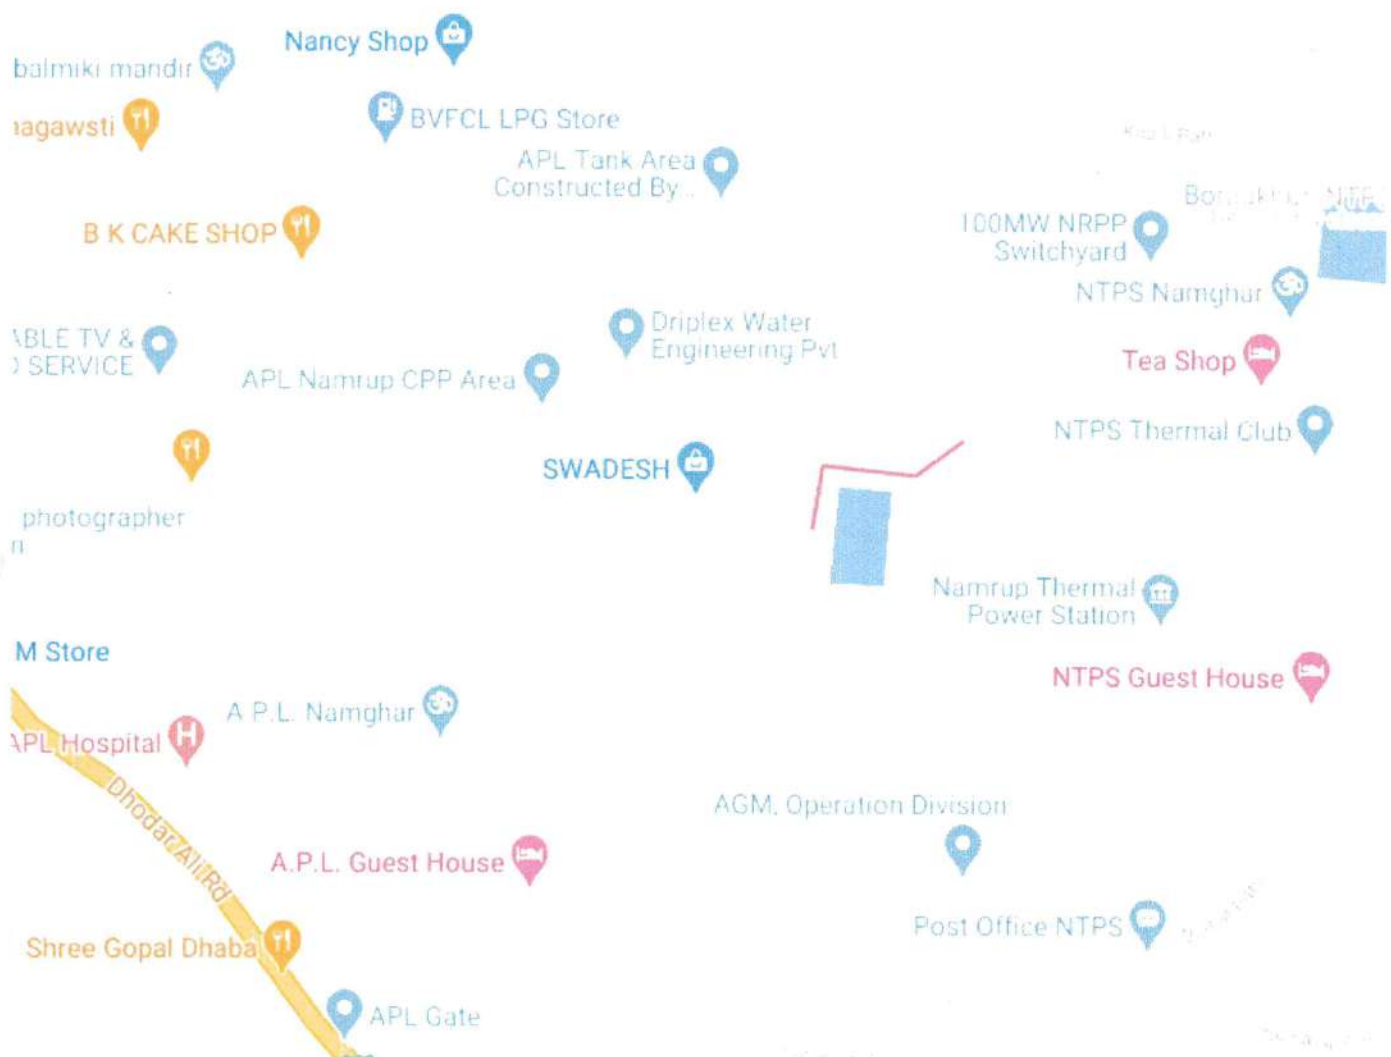 Nancy Shop
balmiki mandir
nagawsti
BVFCL LPG Store
APL Tank Area
Constructed By...
B K CAKE SHOP
100MW NRPP
Switchyard
NTPS Namghar
ABLE TV &
SERVICE
Driplex Water
Engineering Pvt
APL Namrup CPP Area
Tea Shop
NTPS Thermal Club
SWADESH
photographer
n
Namrup Thermal
Power Station
M Store
NTPS Guest House
A P.L. Namghar
APL Hospital
H
Dhodar Ali Rd
AGM, Operation Division
A.P.L. Guest House
Post Office NTPS
Shree Gopal Dhaba
APL Gate